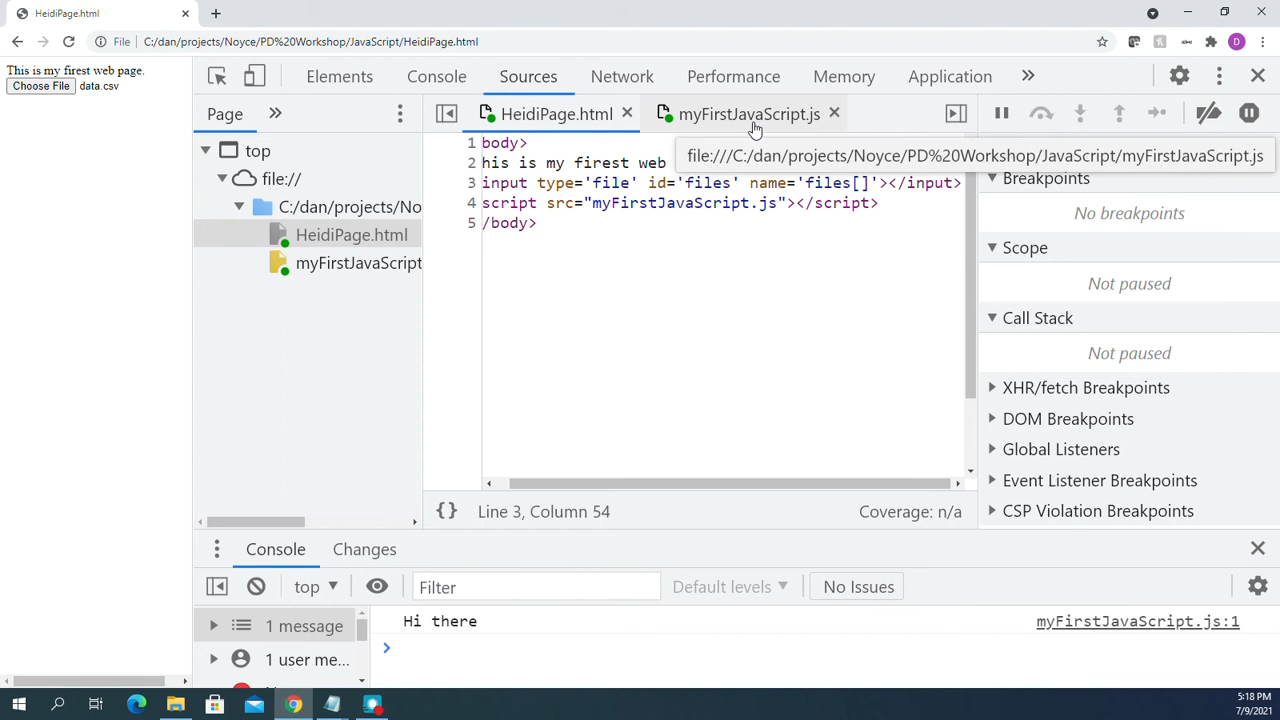 HeidiPage.html
File C:/dan/projects/Noyce/PD%20Workshop/JavaScript/HeidiPage.html
D
This is my firest web page.
Choose File data.csv
Elements Console Sources Network Performance Memory Application
Page
HeidiPage.html myFirstJavaScript.js
file:///C:/dan/projects/Noyce/PD%20Workshop/JavaScript/myFirstJavaScript.js
top
file://
C:/dan/projects/No
HeidiPage.html
myFirstJavaScript
1 body>
2 his is my firest web
3 input type='file' id='files' name='files[]'></input>
4 script src="myFirstJavaScript.js"></script>
5 /body>
Line 3, Column 54 Coverage: n/a
Breakpoints
No breakpoints
Scope
Not paused
Call Stack
Not paused
XHR/fetch Breakpoints
DOM Breakpoints
Global Listeners
Event Listener Breakpoints
CSP Violation Breakpoints
Console Changes
top Filter Default levels No Issues
1 message
1 user me...
Hi there myFirstJavaScript.js:1
5:18 PM
7/9/2021